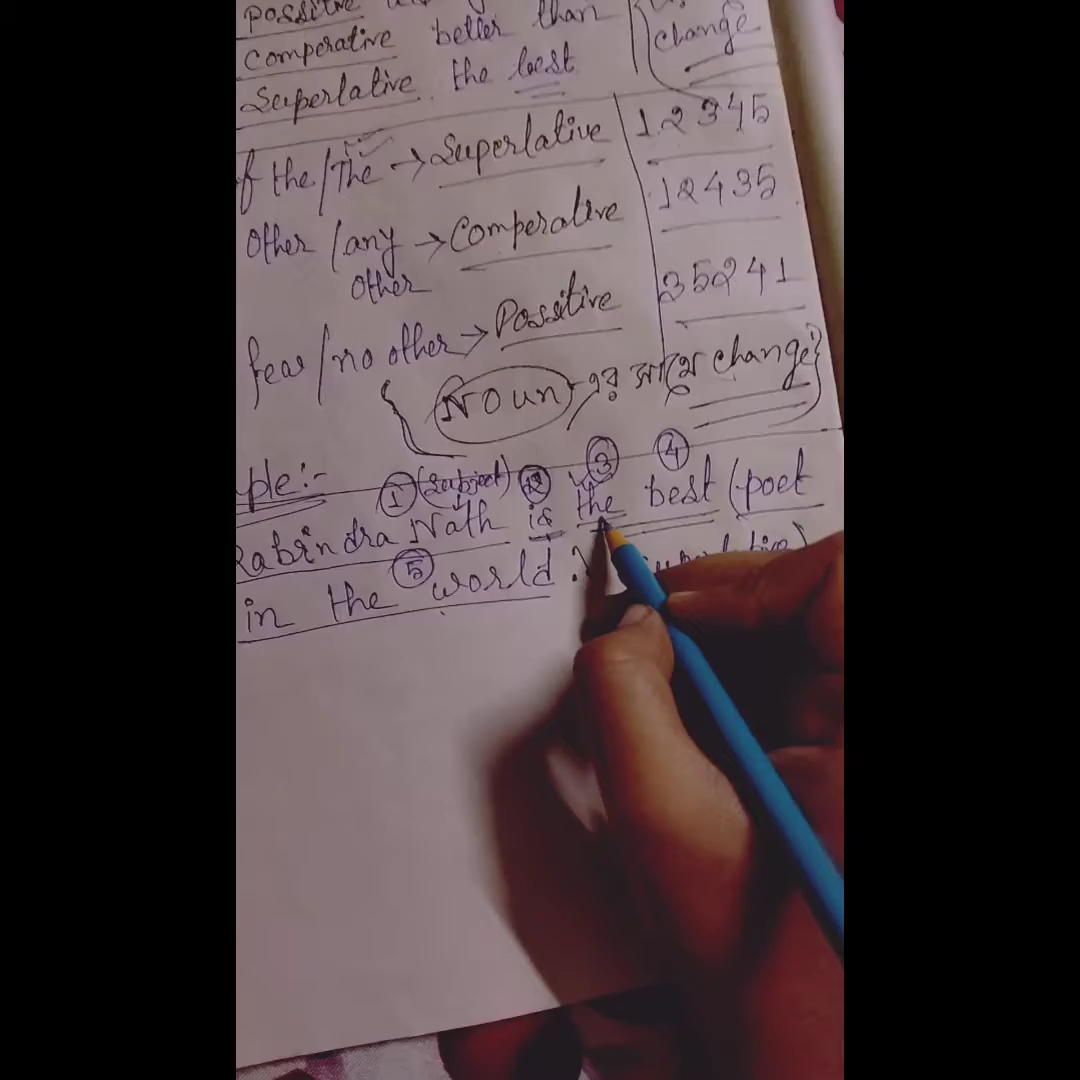 Possitive
Comperative better than
Superlative the best
change
f the/The → Superlative 12345
Other /any → Comperative 12435
Other
few/no other → Possitive 35241
{ Noun -এর সাথে change }
ple:- ① (Subject) ② ③ ④
Rabindra Nath is the best (poet
in the ⑤ world :)